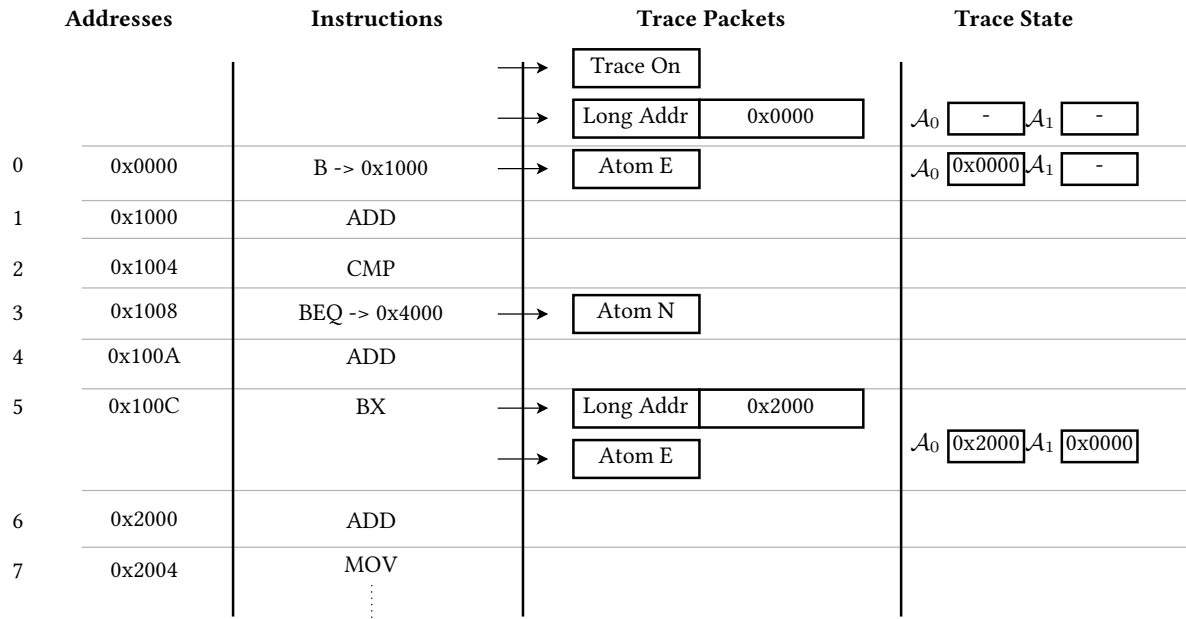 Addresses Instructions Trace Packets Trace State
Trace On
Long Addr 0x0000 𝒜0 - 𝒜1 -
0 0x0000 B -> 0x1000 Atom E 𝒜0 0x0000 𝒜1 -
1 0x1000 ADD
2 0x1004 CMP
3 0x1008 BEQ -> 0x4000 Atom N
4 0x100A ADD
5 0x100C BX Long Addr 0x2000
Atom E 𝒜0 0x2000 𝒜1 0x0000
6 0x2000 ADD
7 0x2004 MOV